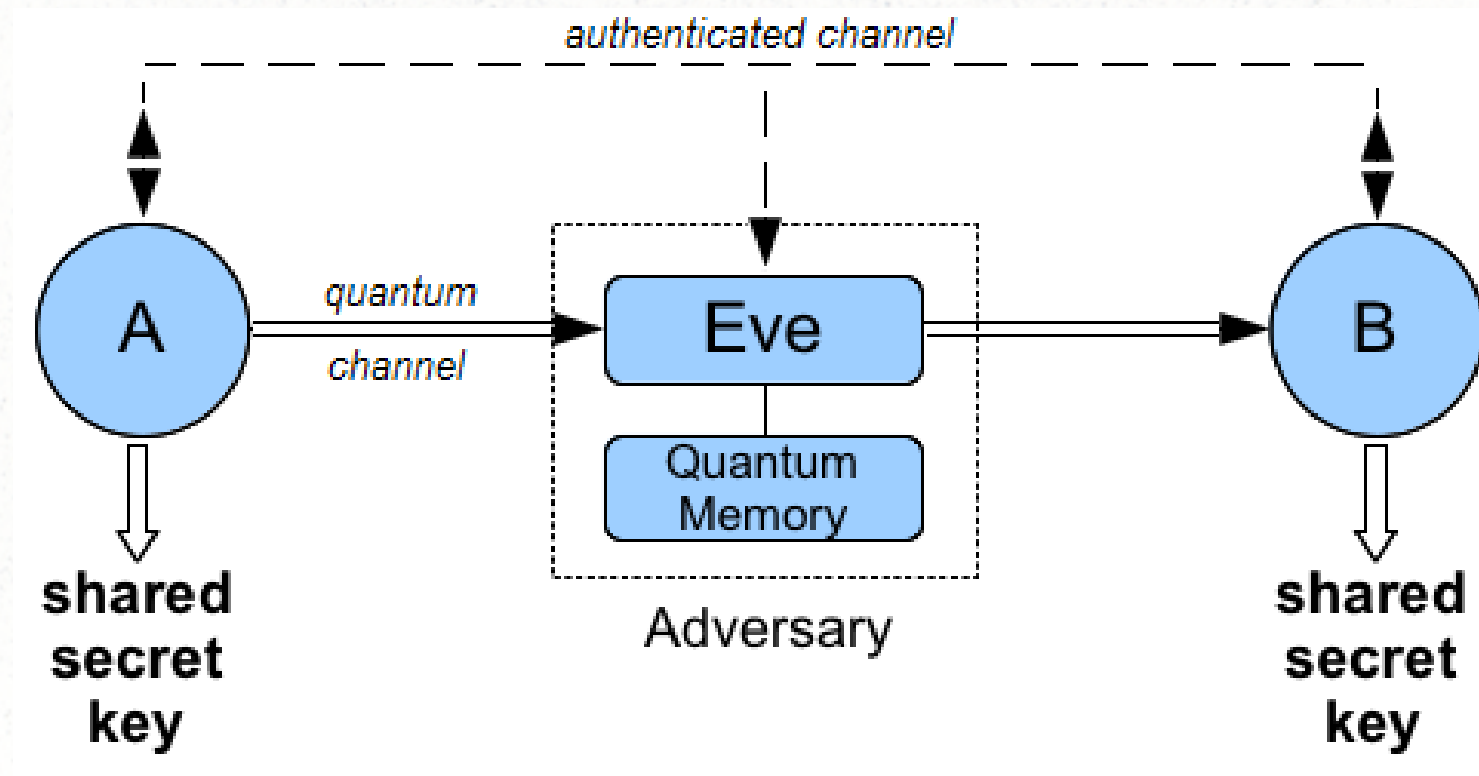 authenticated channel
quantum
channel
A
Eve
B
Quantum
Memory
Adversary
shared
secret
key
shared
secret
key